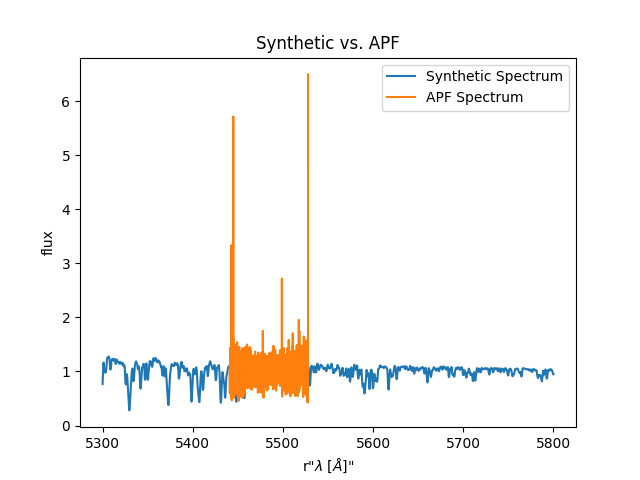 Synthetic vs. APF
Synthetic Spectrum
APF Spectrum
flux
6
5
4
3
2
1
0
5300 5400 5500 5600 5700 5800
r"λ [Å]"